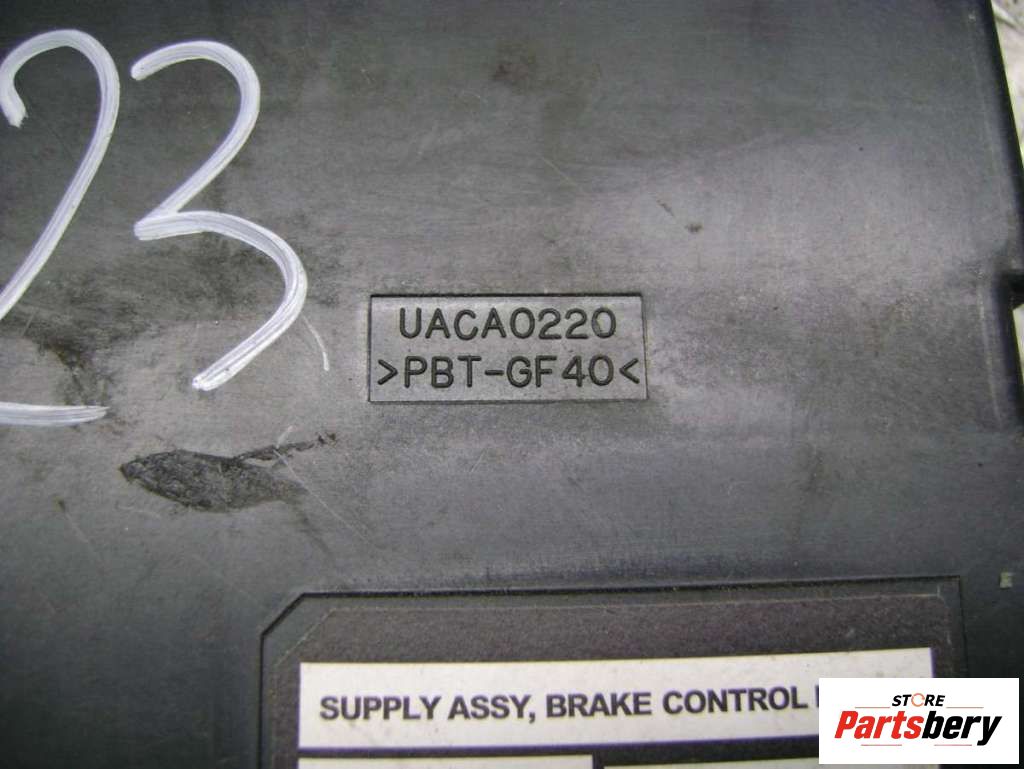 23
UACA0220
>PBT-GF40<
SUPPLY ASSY, BRAKE CONTROL
STORE
Partsbery